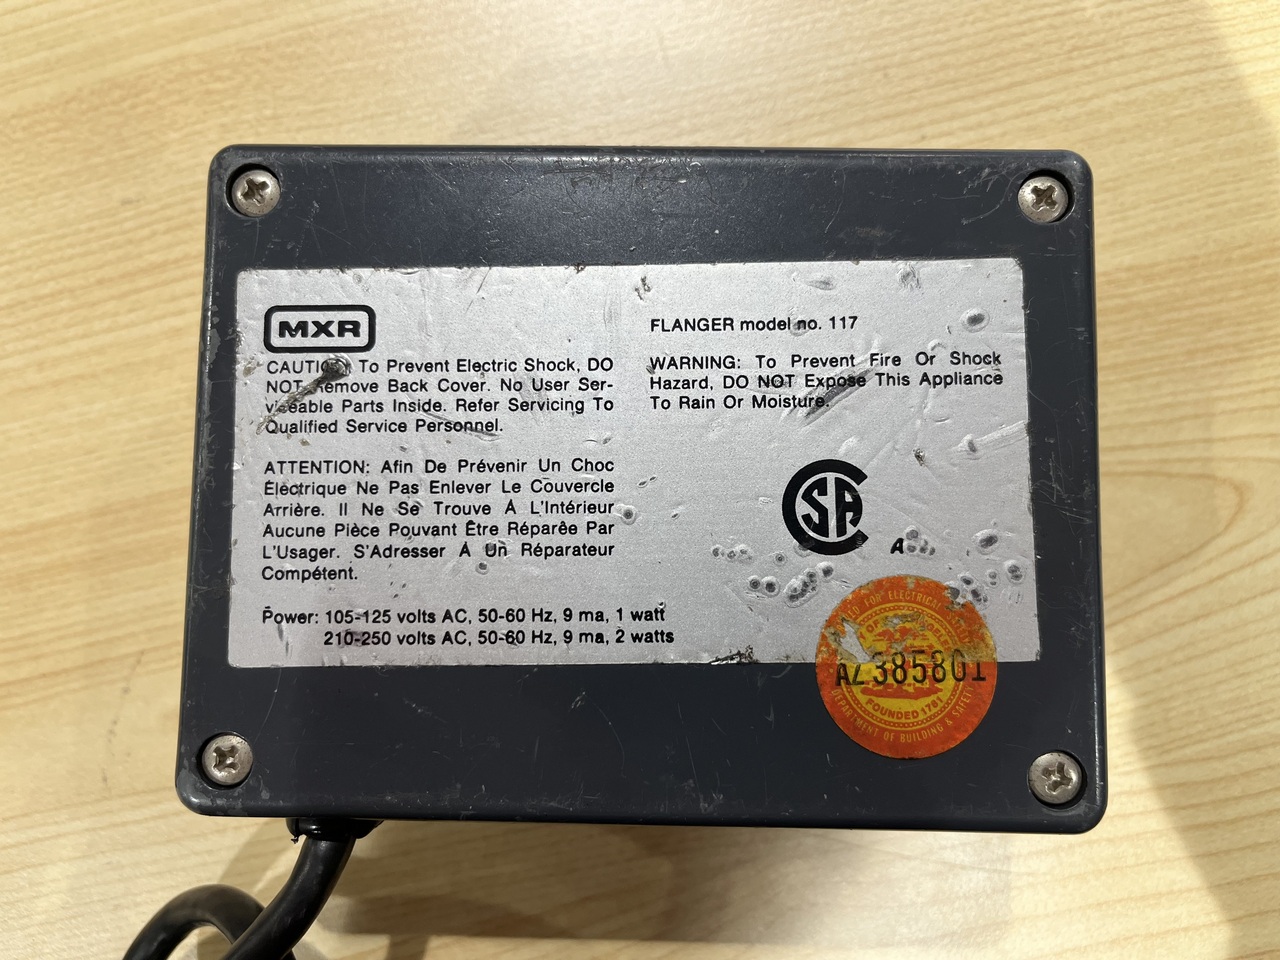 MXR
CAUTION: To Prevent Electric Shock, DO
NOT Remove Back Cover. No User Ser-
viceable Parts Inside. Refer Servicing To
Qualified Service Personnel.
ATTENTION: Afin De Prévenir Un Choc
Électrique Ne Pas Enlever Le Couvercle
Arrière. Il Ne Se Trouve À L'Intérieur
Aucune Pièce Pouvant Être Réparée Par
L'Usager. S'Adresser À Un Réparateur
Compétent.
Power: 105-125 volts AC, 50-60 Hz, 9 ma, 1 watt
210-250 volts AC, 50-60 Hz, 9 ma, 2 watts
FLANGER model no. 117
WARNING: To Prevent Fire Or Shock
Hazard, DO NOT Expose This Appliance
To Rain Or Moisture.
CSA
A
FOR ELECTRICAL
OF
AZ385801
FOUNDED 1781
DEPARTMENT OF BUILDING & SAFETY